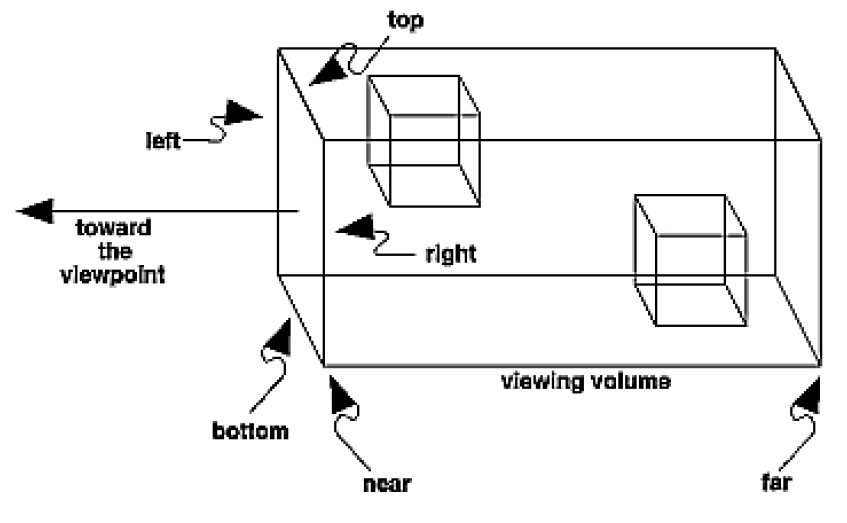 top
left
toward
the
viewpoint
right
viewing volume
bottom
near
far